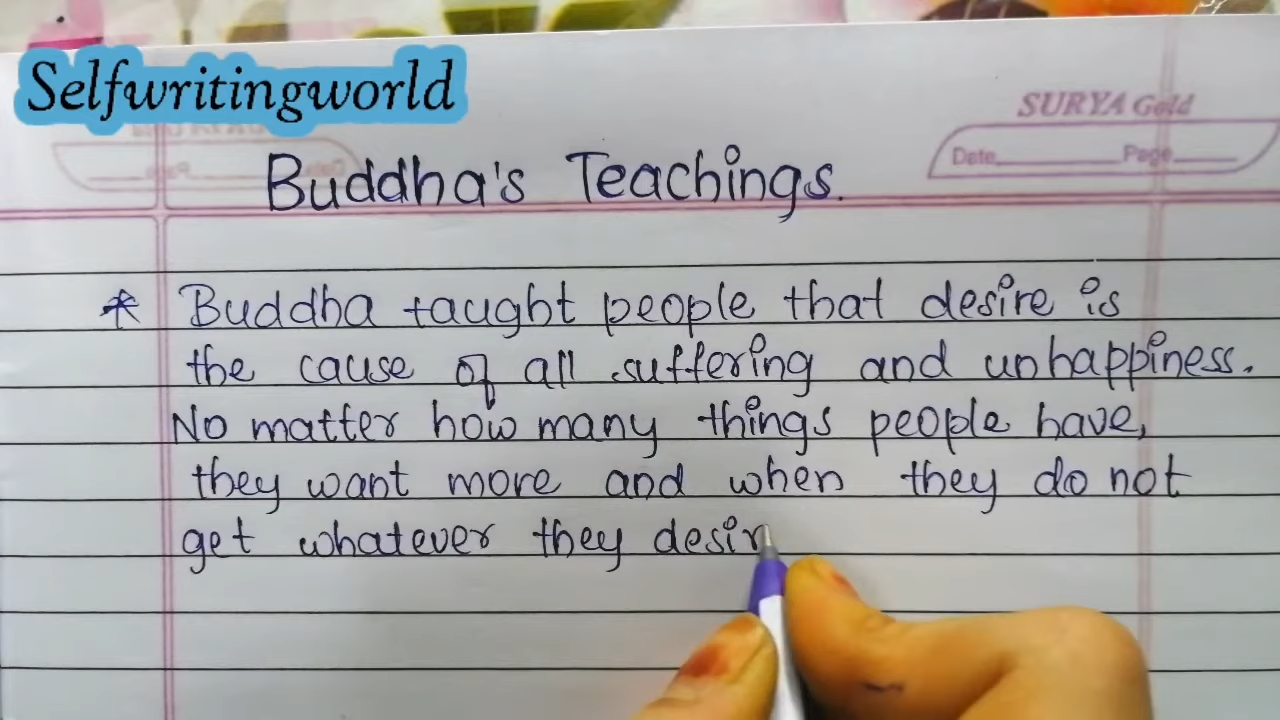 Selfwritingworld
SURYA Gold
Date Page
Buddha's Teachings.
* Buddha taught people that desire is
the cause of all suffering and unhappiness.
No matter how many things people have,
they want more and when they do not
get whatever they desir